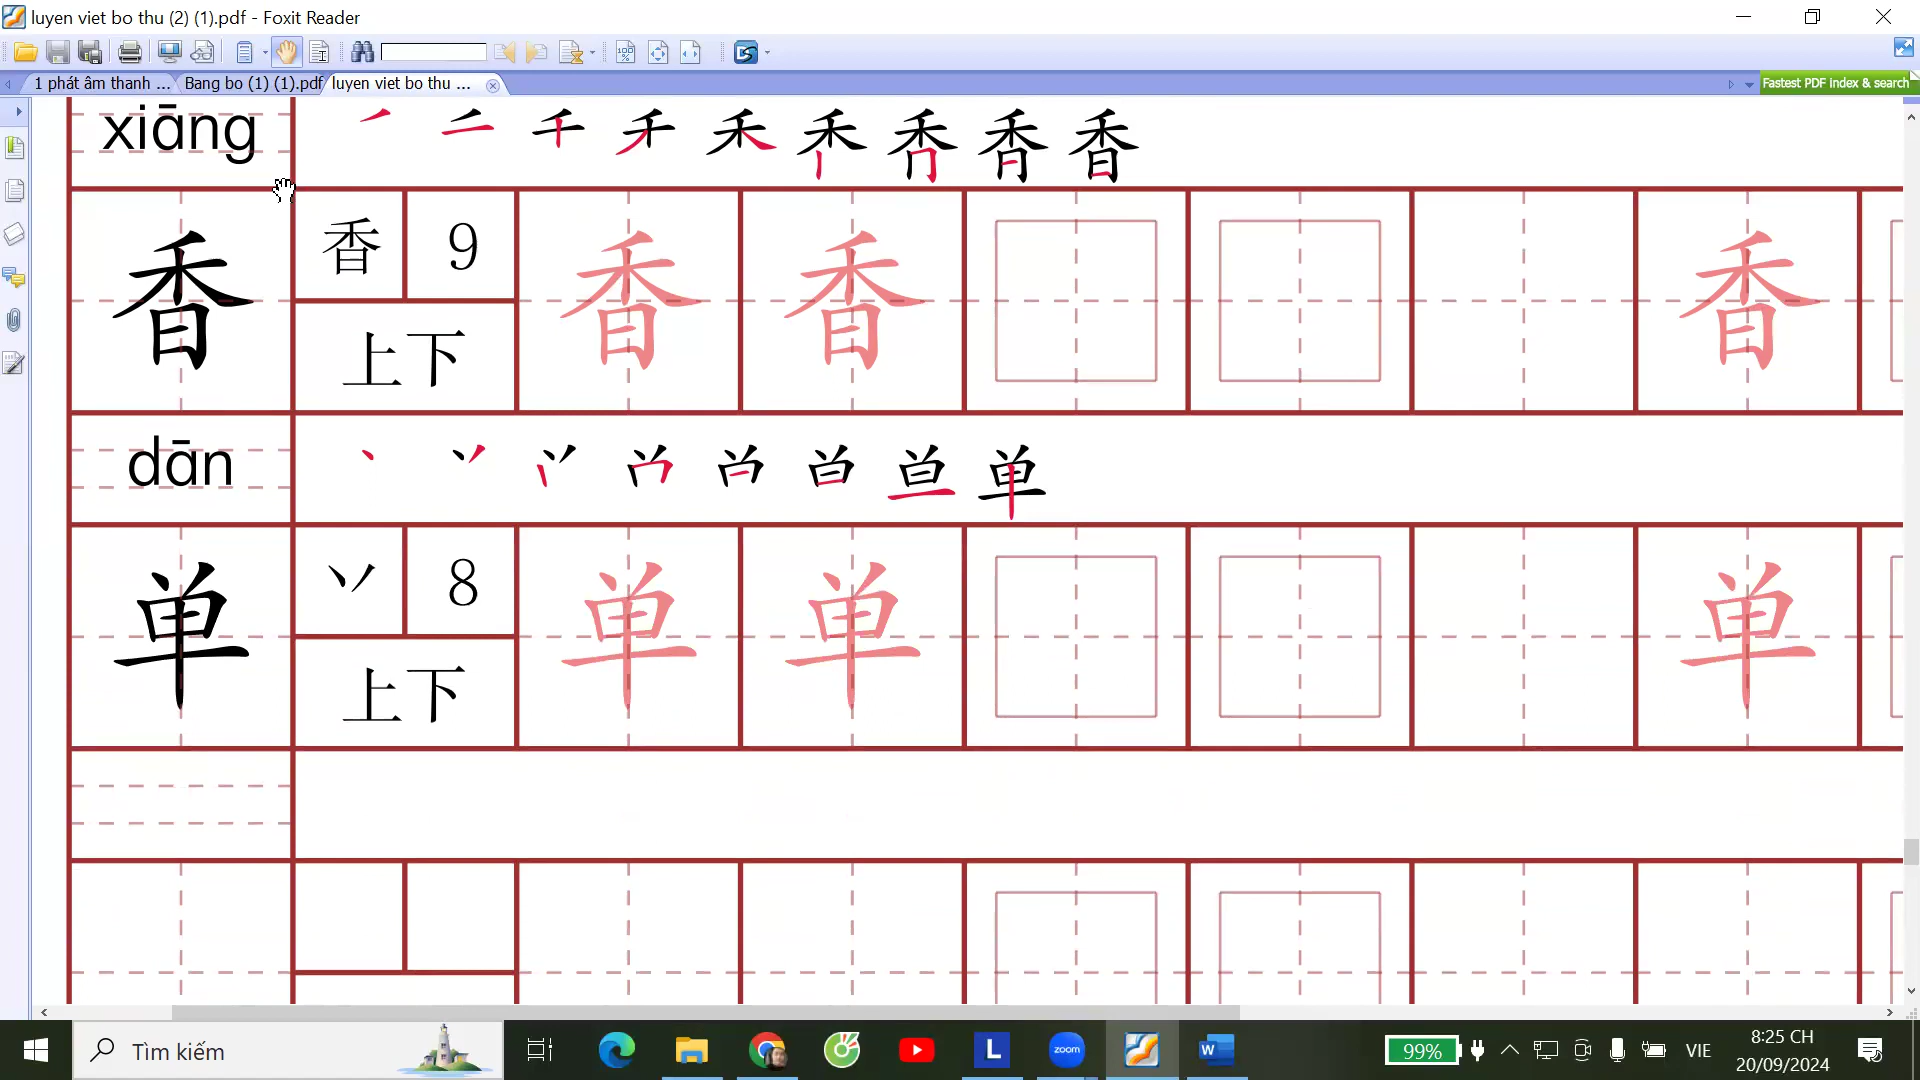 luyen viet bo thu (2) (1).pdf - Foxit Reader
1 phát âm thanh ... Bang bo (1) (1).pdf luyen viet bo thu ... Fastest PDF index & search
xiāng
香 香 9 香 香 香
上下
dān
单 丷 8 单 单 单
上下
Tìm kiếm
L zoom W 99% VIE
8:25 CH
20/09/2024